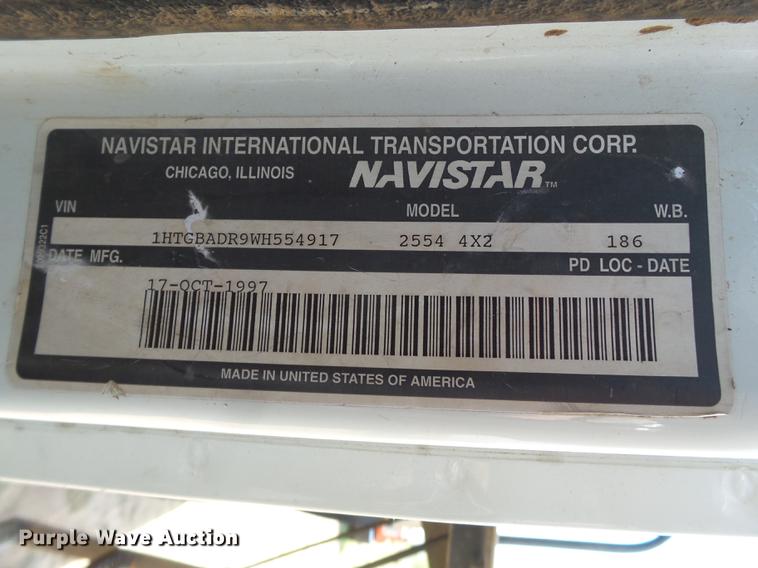 NAVISTAR INTERNATIONAL TRANSPORTATION CORP.
CHICAGO, ILLINOIS NAVISTAR™
VIN MODEL W.B.
1HTGBADR9WH554917 2554 4X2 186
DATE MFG. PD LOC - DATE
17-OCT-1997
MADE IN UNITED STATES OF AMERICA
Purple Wave Auction